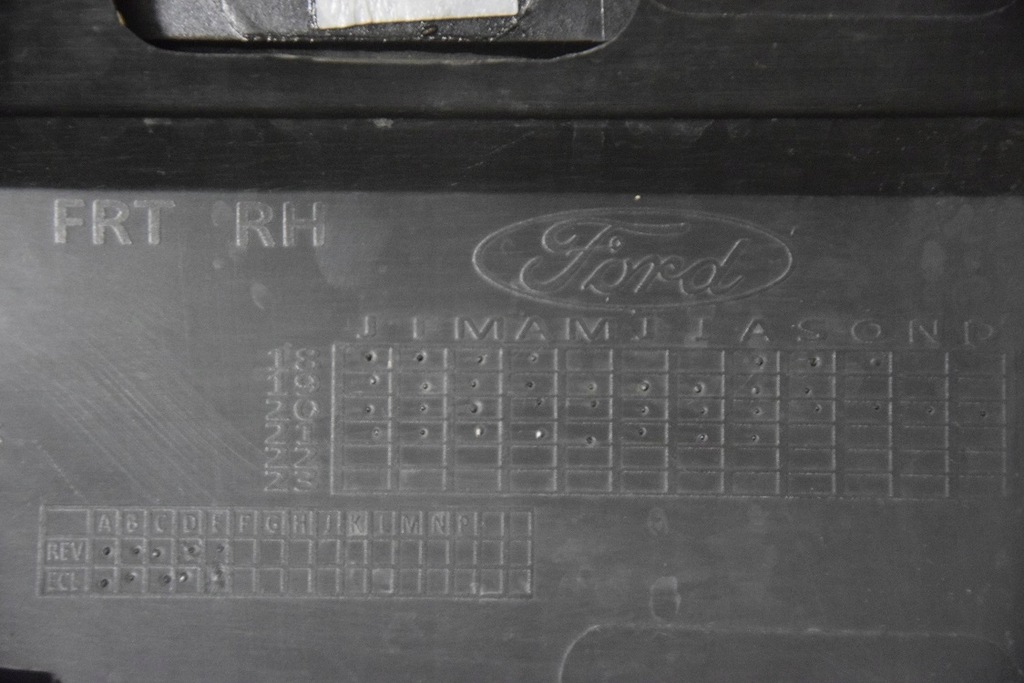 FRT RH
Ford
J I M A M J I A S O N D
18
19
20
21
22
23
A B C D E F G H J K L M N P
REV
ECL